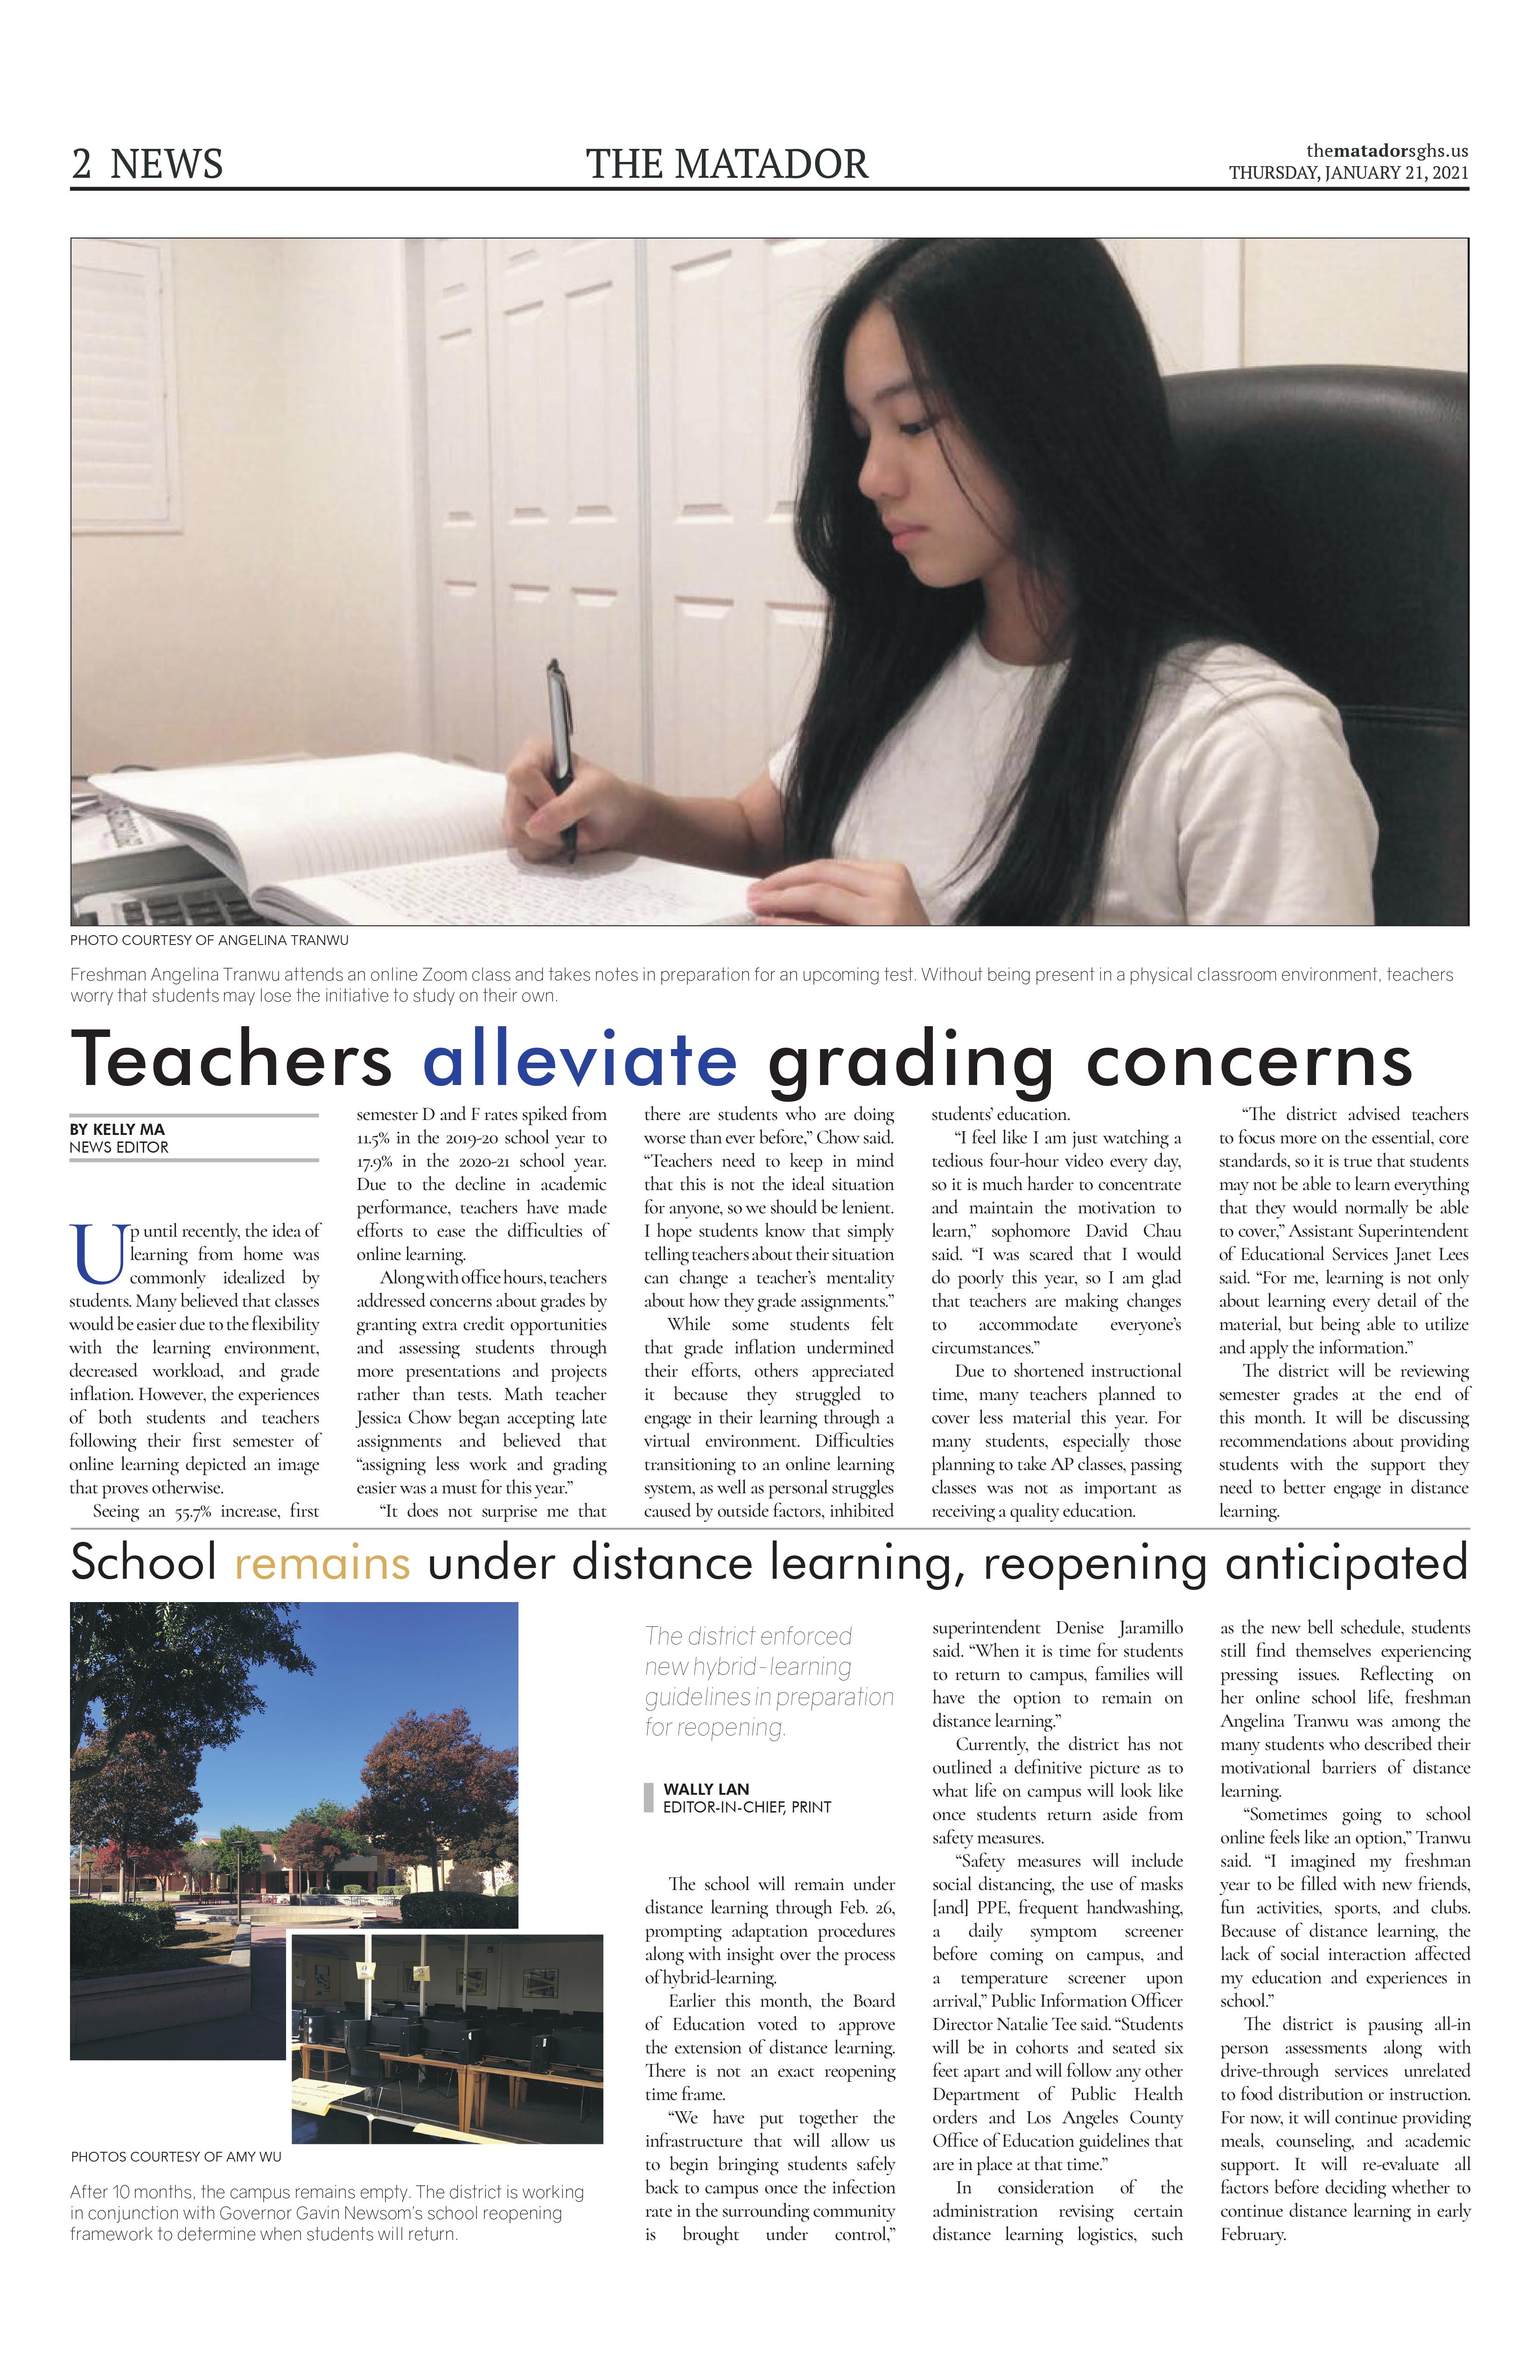 2 NEWS
THE MATADOR
thematadorsghs.us
THURSDAY, JANUARY 21, 2021
PHOTO COURTESY OF ANGELINA TRANWU
Freshman Angelina Tranwu attends an online Zoom class and takes notes in preparation for an upcoming test. Without being present in a physical classroom environment, teachers
worry that students may lose the initiative to study on their own.
Teachers alleviate grading concerns
BY KELLY MA
NEWS EDITOR
Up until recently, the idea of
learning from home was
commonly idealized by
students. Many believed that classes
would be easier due to the flexibility
with the learning environment,
decreased workload, and grade
inflation. However, the experiences
of both students and teachers
following their first semester of
online learning depicted an image
that proves otherwise.
Seeing an 55.7% increase, first
semester D and F rates spiked from
11.5% in the 2019-20 school year to
17.9% in the 2020-21 school year.
Due to the decline in academic
performance, teachers have made
efforts to ease the difficulties of
online learning.
Along with office hours, teachers
addressed concerns about grades by
granting extra credit opportunities
and assessing students through
more presentations and projects
rather than tests. Math teacher
Jessica Chow began accepting late
assignments and believed that
“assigning less work and grading
easier was a must for this year.”
“It does not surprise me that
there are students who are doing
worse than ever before,” Chow said.
“Teachers need to keep in mind
that this is not the ideal situation
for anyone, so we should be lenient.
I hope students know that simply
telling teachers about their situation
can change a teacher’s mentality
about how they grade assignments.”
While some students felt
that grade inflation undermined
their efforts, others appreciated
it because they struggled to
engage in their learning through a
virtual environment. Difficulties
transitioning to an online learning
system, as well as personal struggles
caused by outside factors, inhibited
students’ education.
“I feel like I am just watching a
tedious four-hour video every day,
so it is much harder to concentrate
and maintain the motivation to
learn,” sophomore David Chau
said. “I was scared that I would
do poorly this year, so I am glad
that teachers are making changes
to accommodate everyone’s
circumstances.”
Due to shortened instructional
time, many teachers planned to
cover less material this year. For
many students, especially those
planning to take AP classes, passing
classes was not as important as
receiving a quality education.
“The district advised teachers
to focus more on the essential, core
standards, so it is true that students
may not be able to learn everything
that they would normally be able
to cover,” Assistant Superintendent
of Educational Services Janet Lees
said. “For me, learning is not only
about learning every detail of the
material, but being able to utilize
and apply the information.”
The district will be reviewing
semester grades at the end of
this month. It will be discussing
recommendations about providing
students with the support they
need to better engage in distance
learning.
School remains under distance learning, reopening anticipated
PHOTOS COURTESY OF AMY WU
After 10 months, the campus remains empty. The district is working
in conjunction with Governor Gavin Newsom's school reopening
framework to determine when students will return.
The district enforced
new hybrid-learning
guidelines in preparation
for reopening.
WALLY LAN
EDITOR-IN-CHIEF, PRINT
The school will remain under
distance learning through Feb. 26,
prompting adaptation procedures
along with insight over the process
of hybrid-learning.
Earlier this month, the Board
of Education voted to approve
the extension of distance learning.
There is not an exact reopening
time frame.
“We have put together the
infrastructure that will allow us
to begin bringing students safely
back to campus once the infection
rate in the surrounding community
is brought under control,”
superintendent Denise Jaramillo
said. “When it is time for students
to return to campus, families will
have the option to remain on
distance learning.”
Currently, the district has not
outlined a definitive picture as to
what life on campus will look like
once students return aside from
safety measures.
“Safety measures will include
social distancing, the use of masks
[and] PPE, frequent handwashing,
a daily symptom screener
before coming on campus, and
a temperature screener upon
arrival,” Public Information Officer
Director Natalie Tee said. “Students
will be in cohorts and seated six
feet apart and will follow any other
Department of Public Health
orders and Los Angeles County
Office of Education guidelines that
are in place at that time.”
In consideration of the
administration revising certain
distance learning logistics, such
as the new bell schedule, students
still find themselves experiencing
pressing issues. Reflecting on
her online school life, freshman
Angelina Tranwu was among the
many students who described their
motivational barriers of distance
learning.
“Sometimes going to school
online feels like an option,” Tranwu
said. “I imagined my freshman
year to be filled with new friends,
fun activities, sports, and clubs.
Because of distance learning, the
lack of social interaction affected
my education and experiences in
school.”
The district is pausing all-in
person assessments along with
drive-through services unrelated
to food distribution or instruction.
For now, it will continue providing
meals, counseling, and academic
support. It will re-evaluate all
factors before deciding whether to
continue distance learning in early
February.